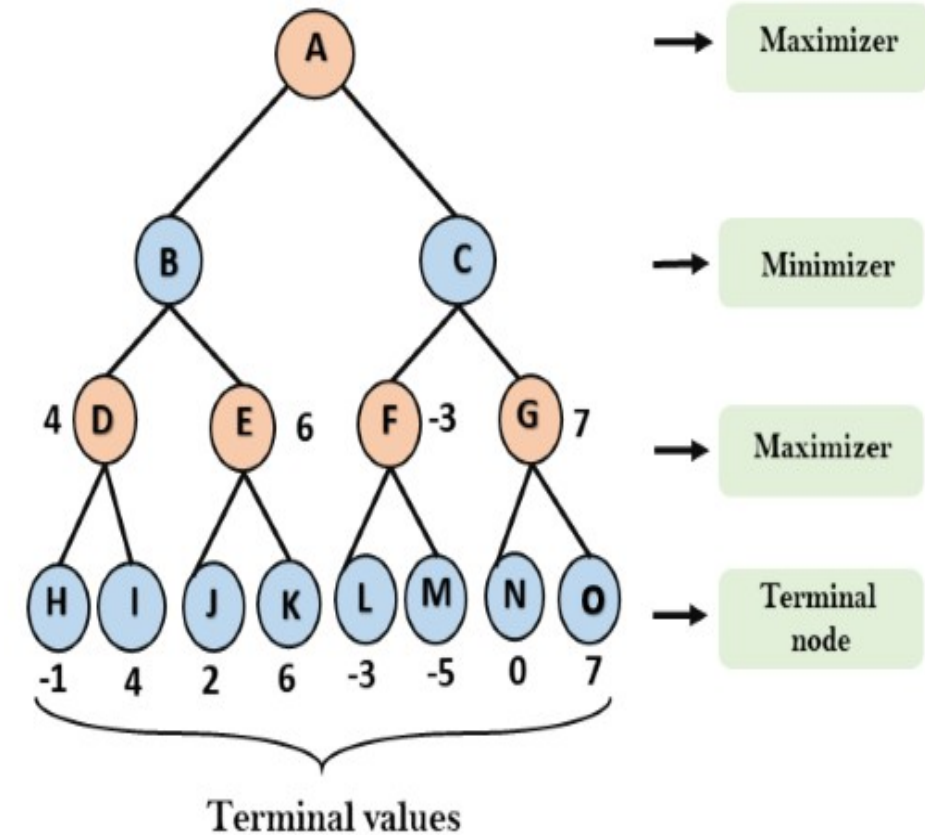 A
Maximizer
B
C
Minimizer
4
D
E
6
F
-3
G
7
Maximizer
H
I
J
K
L
M
N
O
Terminal
node
-1
4
2
6
-3
-5
0
7
Terminal values